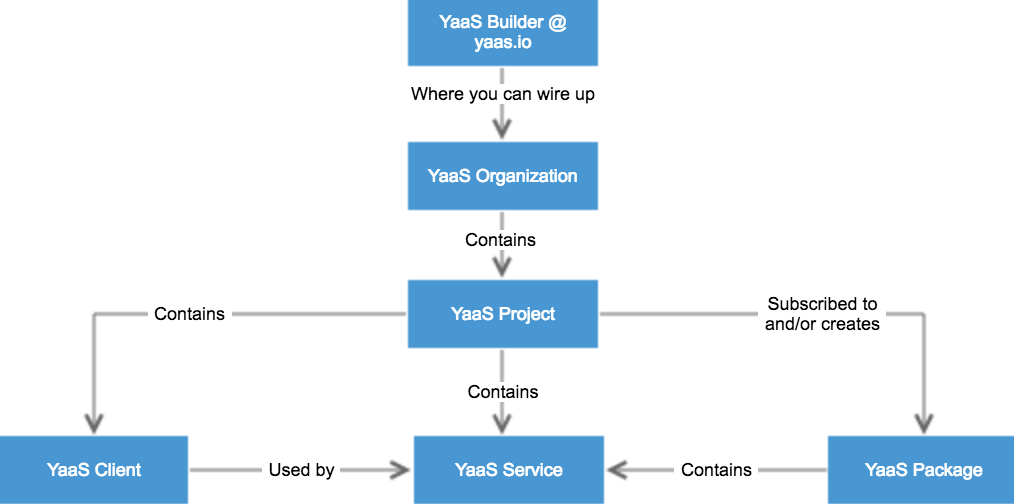 YaaS Builder @
yaas.io
Where you can wire up
YaaS Organization
Contains
Contains
YaaS Project
Subscribed to
and/or creates
Contains
YaaS Client
Used by
YaaS Service
Contains
YaaS Package